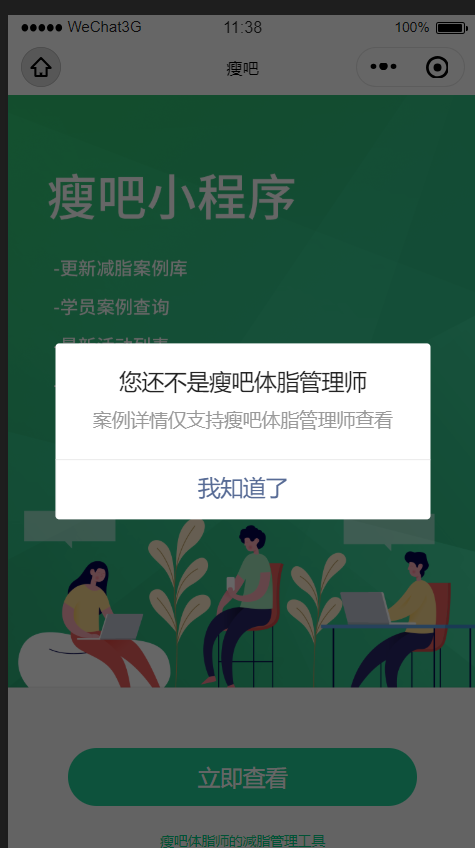 WeChat3G 11:38 100%
瘦吧
瘦吧小程序
-更新减脂案例库
-学员案例查询
-最新活动列表
您还不是瘦吧体脂管理师
案例详情仅支持瘦吧体脂管理师查看
我知道了
立即查看
瘦吧体脂师的减脂管理工具